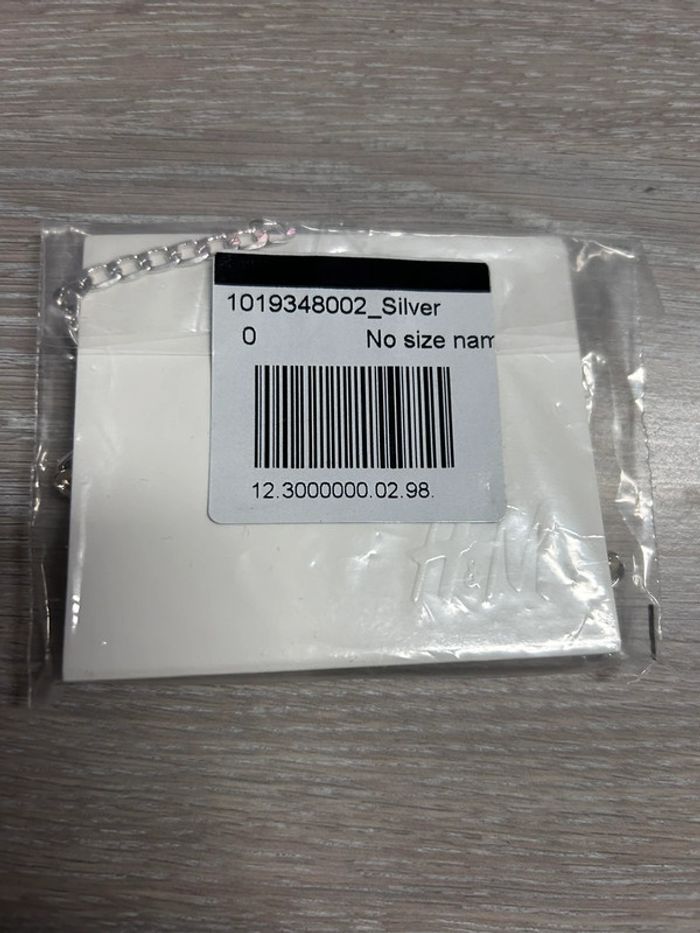 1019348002_Silver
0 No size nam
12.3000000.02.98.
H&M